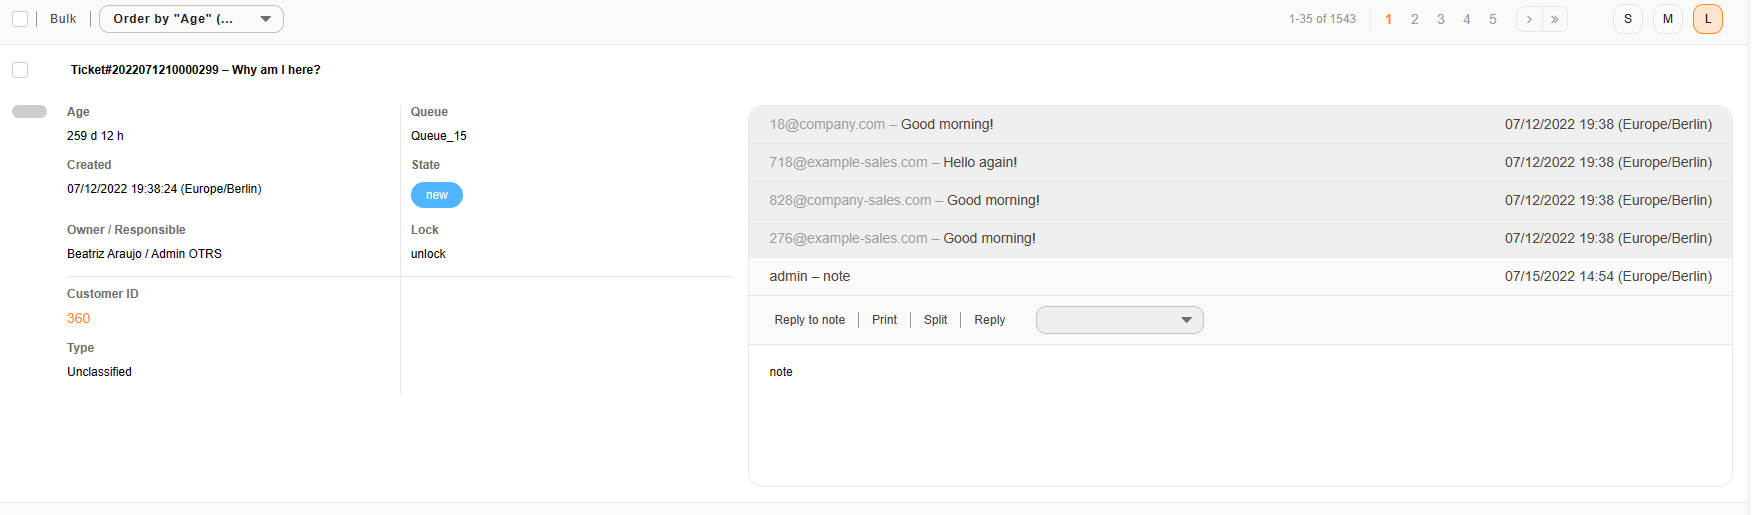 Bulk
Order by "Age" (...
1-35 of 1543
1 2 3 4 5
S M L
Ticket#2022071210000299 – Why am I here?
Age
259 d 12 h
Created
07/12/2022 19:38:24 (Europe/Berlin)
Owner / Responsible
Beatriz Araujo / Admin OTRS
Customer ID
360
Type
Unclassified
Queue
Queue_15
State
new
Lock
unlock
18@company.com – Good morning! 07/12/2022 19:38 (Europe/Berlin)
718@example-sales.com – Hello again! 07/12/2022 19:38 (Europe/Berlin)
828@company-sales.com – Good morning! 07/12/2022 19:38 (Europe/Berlin)
276@example-sales.com – Good morning! 07/12/2022 19:38 (Europe/Berlin)
admin – note 07/15/2022 14:54 (Europe/Berlin)
Reply to note Print Split Reply
note